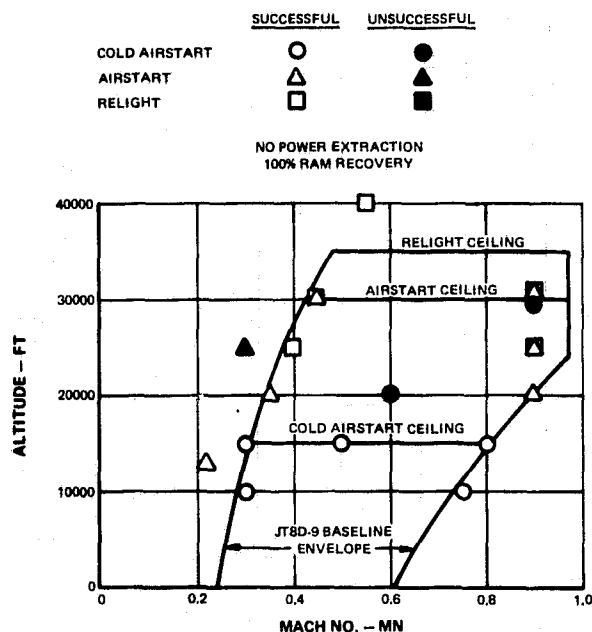 SUCCESSFUL UNSUCCESSFUL
COLD AIRSTART
AIRSTART
RELIGHT
NO POWER EXTRACTION
100% RAM RECOVERY
40000
RELIGHT CEILING
30000
AIRSTART CEILING
20000
COLD AIRSTART CEILING
10000
JT8D-9 BASELINE
ENVELOPE
0
0 0.2 0.4 0.6 0.8 1.0
ALTITUDE – FT
MACH NO. – MN